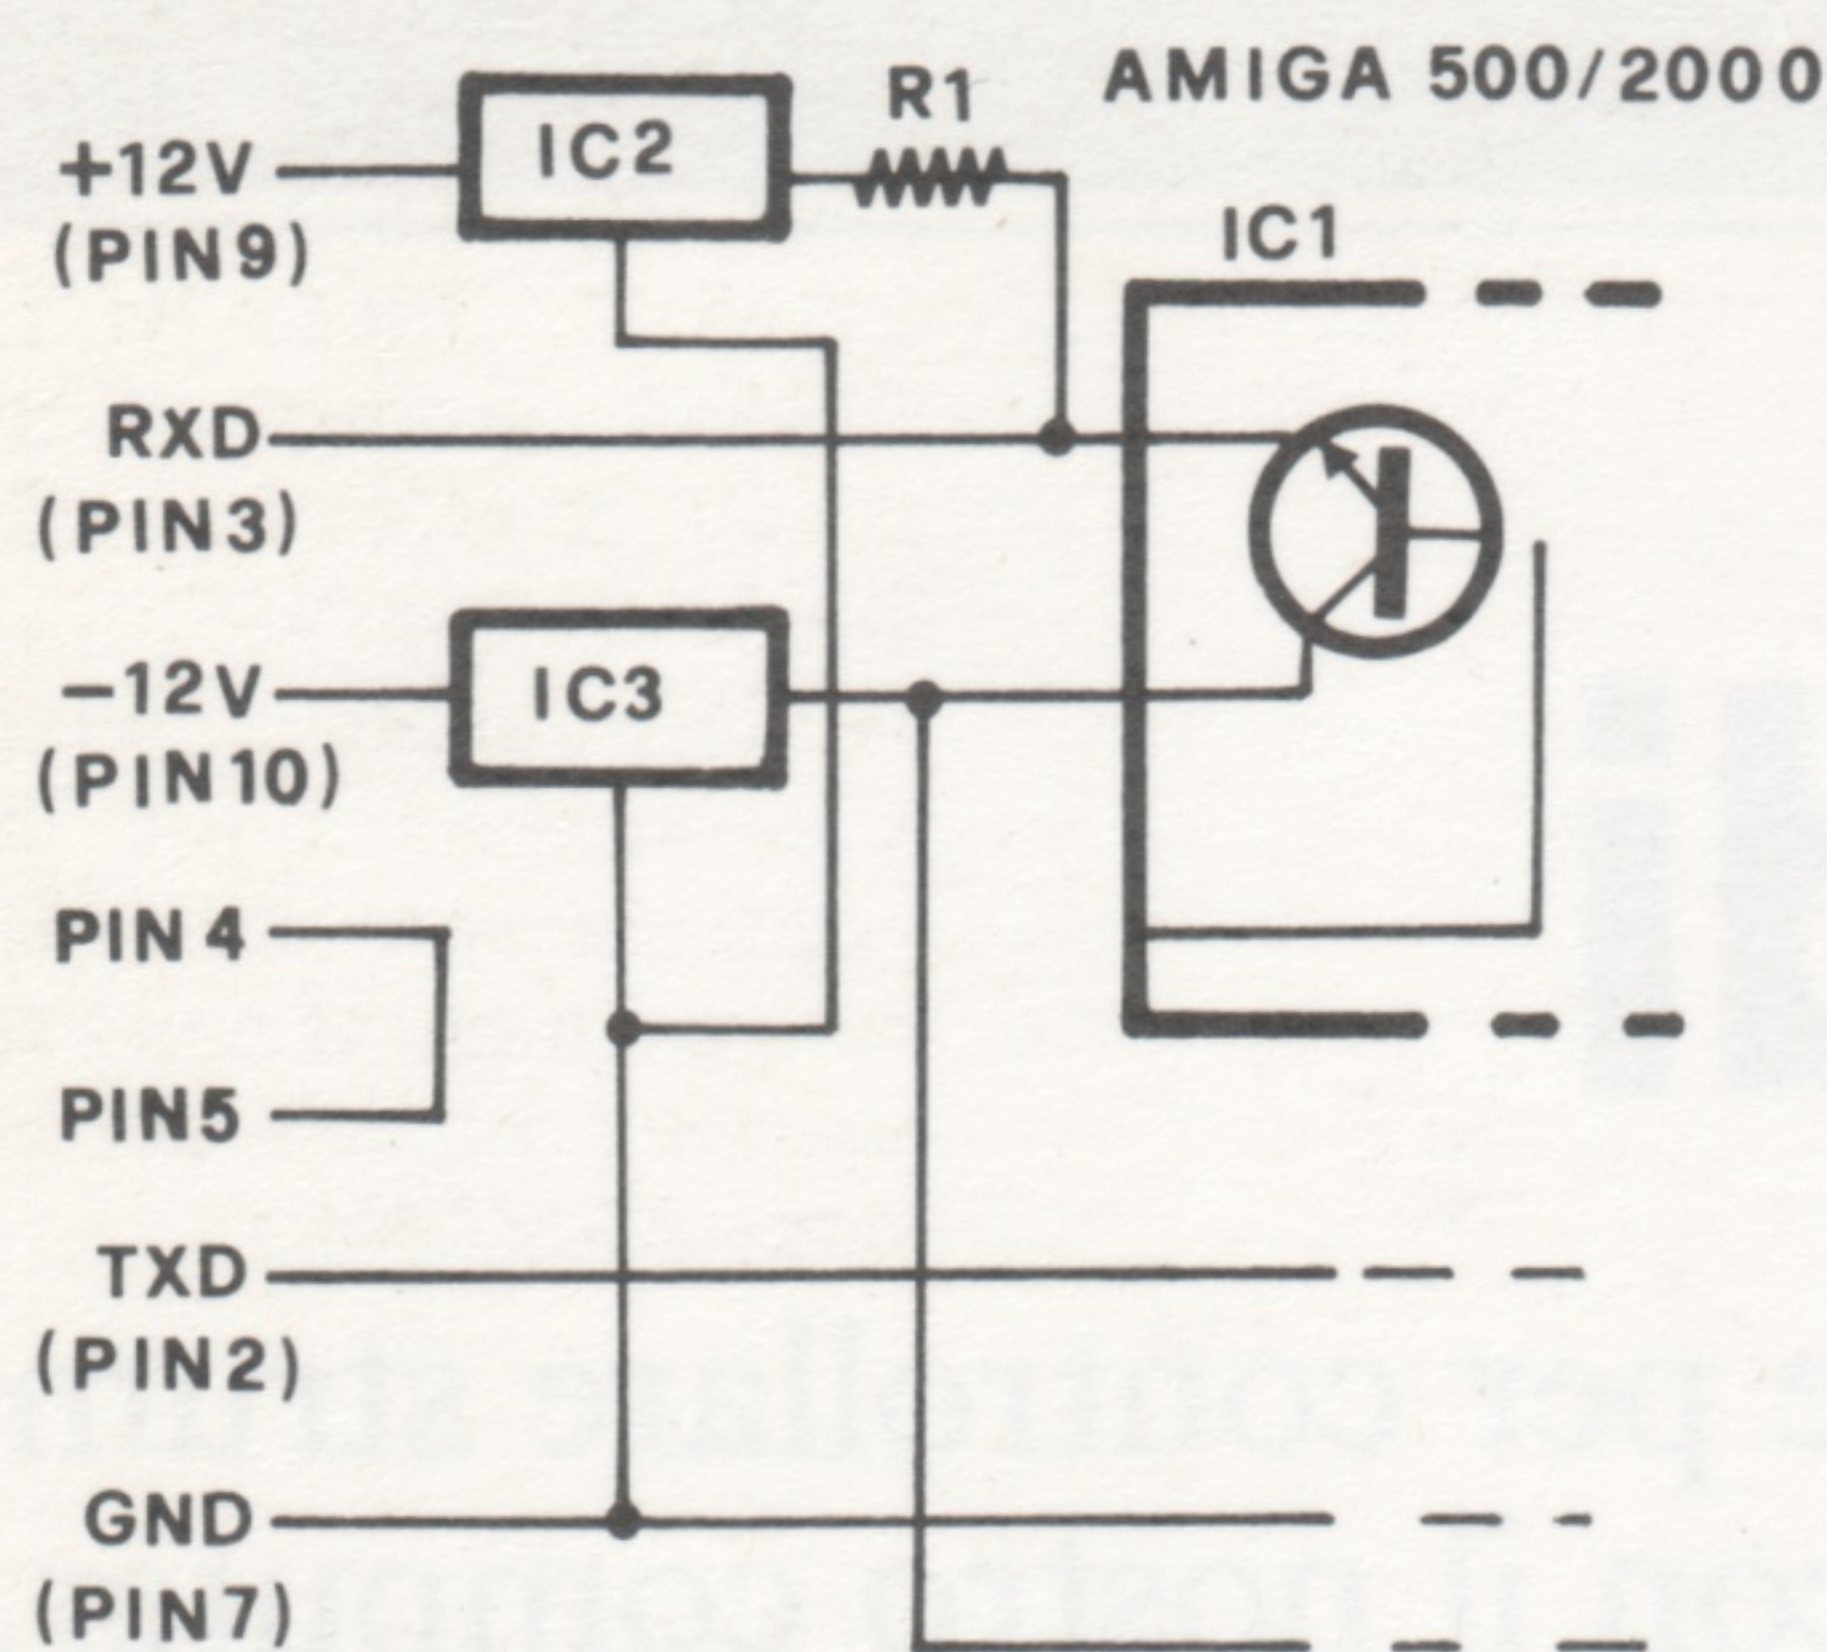 AMIGA 500/2000
R1
IC2
+12V
(PIN9)
IC1
RXD
(PIN3)
IC3
-12V
(PIN10)
PIN 4
PIN5
TXD
(PIN2)
GND
(PIN7)